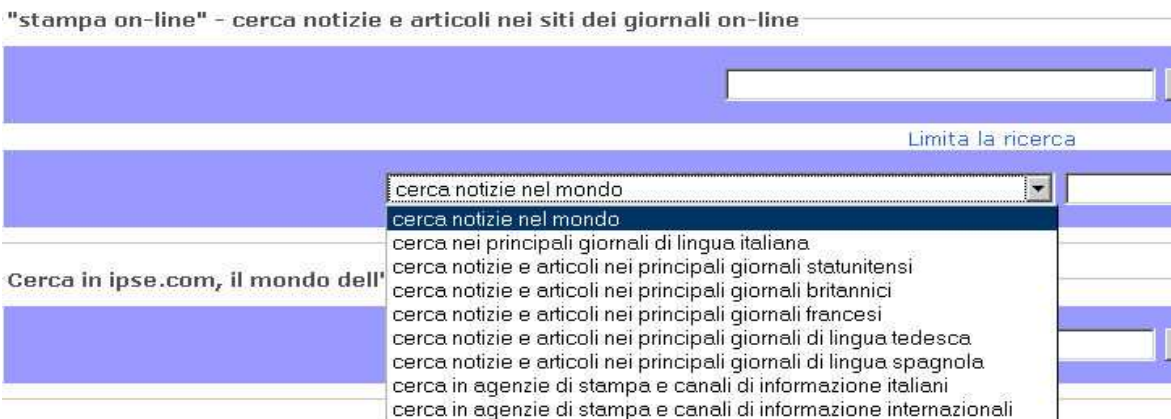 "stampa on-line" - cerca notizie e articoli nei siti dei giornali on-line
Limita la ricerca
cerca notizie nel mondo
cerca notizie nel mondo
cerca nei principali giornali di lingua italiana
cerca notizie e articoli nei principali giornali statunitensi
Cerca in ipse.com, il mondo dell'
cerca notizie e articoli nei principali giornali britannici
cerca notizie e articoli nei principali giornali francesi
cerca notizie e articoli nei principali giornali di lingua tedesca
cerca notizie e articoli nei principali giornali di lingua spagnola
cerca in agenzie di stampa e canali di informazione italiani
cerca in agenzie di stampa e canali di informazione internazionali